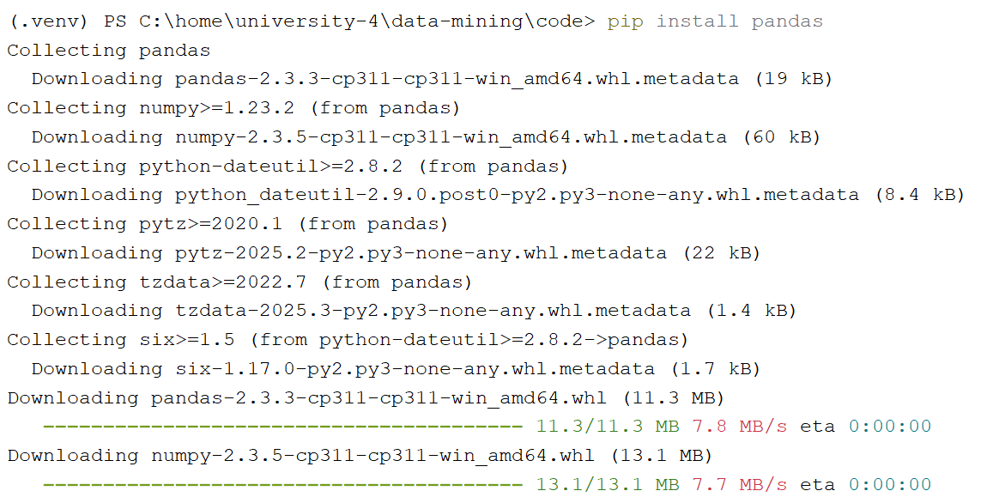 (.venv) PS C:\home\university-4\data-mining\code> pip install pandas
Collecting pandas
  Downloading pandas-2.3.3-cp311-cp311-win_amd64.whl.metadata (19 kB)
Collecting numpy>=1.23.2 (from pandas)
  Downloading numpy-2.3.5-cp311-cp311-win_amd64.whl.metadata (60 kB)
Collecting python-dateutil>=2.8.2 (from pandas)
  Downloading python_dateutil-2.9.0.post0-py2.py3-none-any.whl.metadata (8.4 kB)
Collecting pytz>=2020.1 (from pandas)
  Downloading pytz-2025.2-py2.py3-none-any.whl.metadata (22 kB)
Collecting tzdata>=2022.7 (from pandas)
  Downloading tzdata-2025.3-py2.py3-none-any.whl.metadata (1.4 kB)
Collecting six>=1.5 (from python-dateutil>=2.8.2->pandas)
  Downloading six-1.17.0-py2.py3-none-any.whl.metadata (1.7 kB)
Downloading pandas-2.3.3-cp311-cp311-win_amd64.whl (11.3 MB)
   ---------------------------------------- 11.3/11.3 MB 7.8 MB/s eta 0:00:00
Downloading numpy-2.3.5-cp311-cp311-win_amd64.whl (13.1 MB)
   ---------------------------------------- 13.1/13.1 MB 7.7 MB/s eta 0:00:00